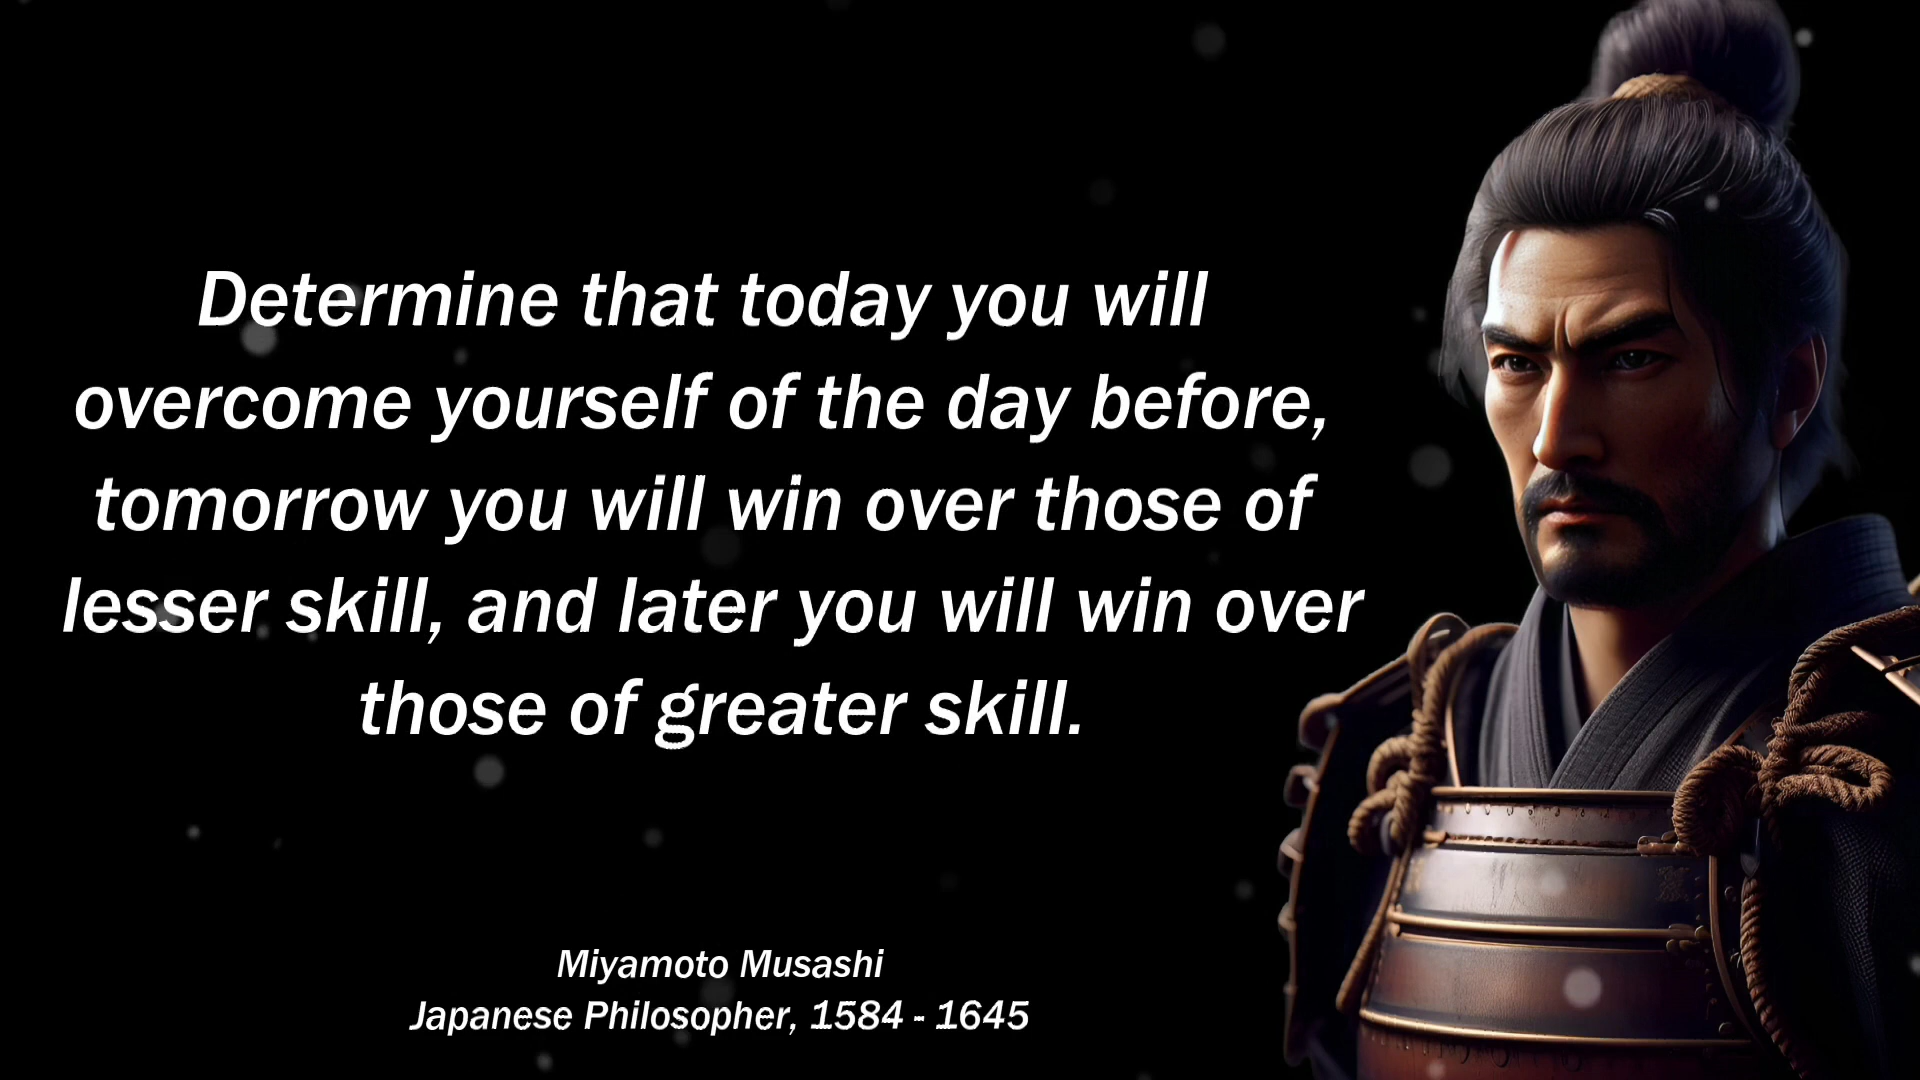 Determine that today you will
overcome yourself of the day before,
tomorrow you will win over those of
lesser skill, and later you will win over
those of greater skill.
Miyamoto Musashi
Japanese Philosopher, 1584 - 1645